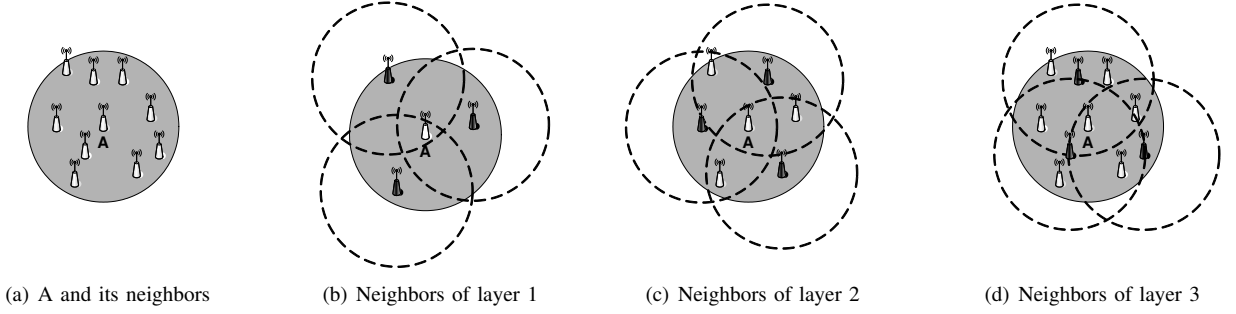 A
A
A
A
(a) A and its neighbors
(b) Neighbors of layer 1
(c) Neighbors of layer 2
(d) Neighbors of layer 3